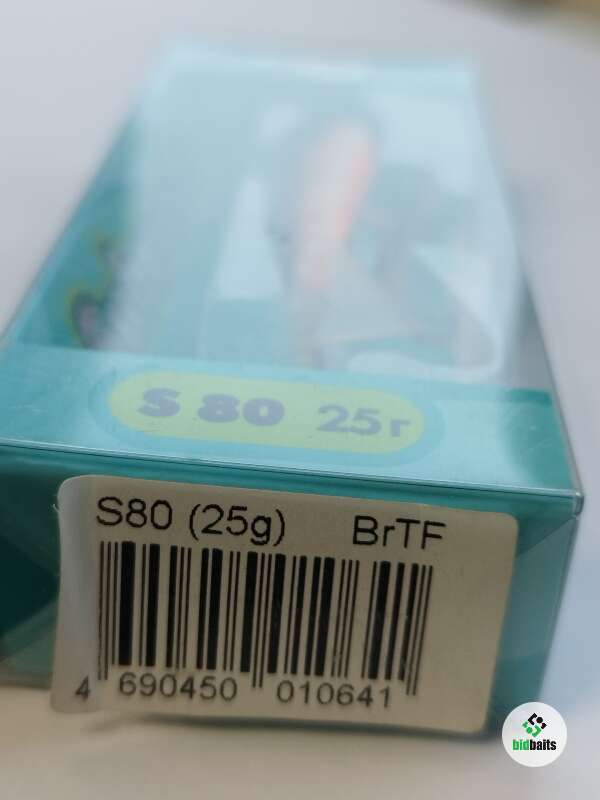 S 80 25г
S80 (25g) BrTF
4 690450 010641
bidbaits